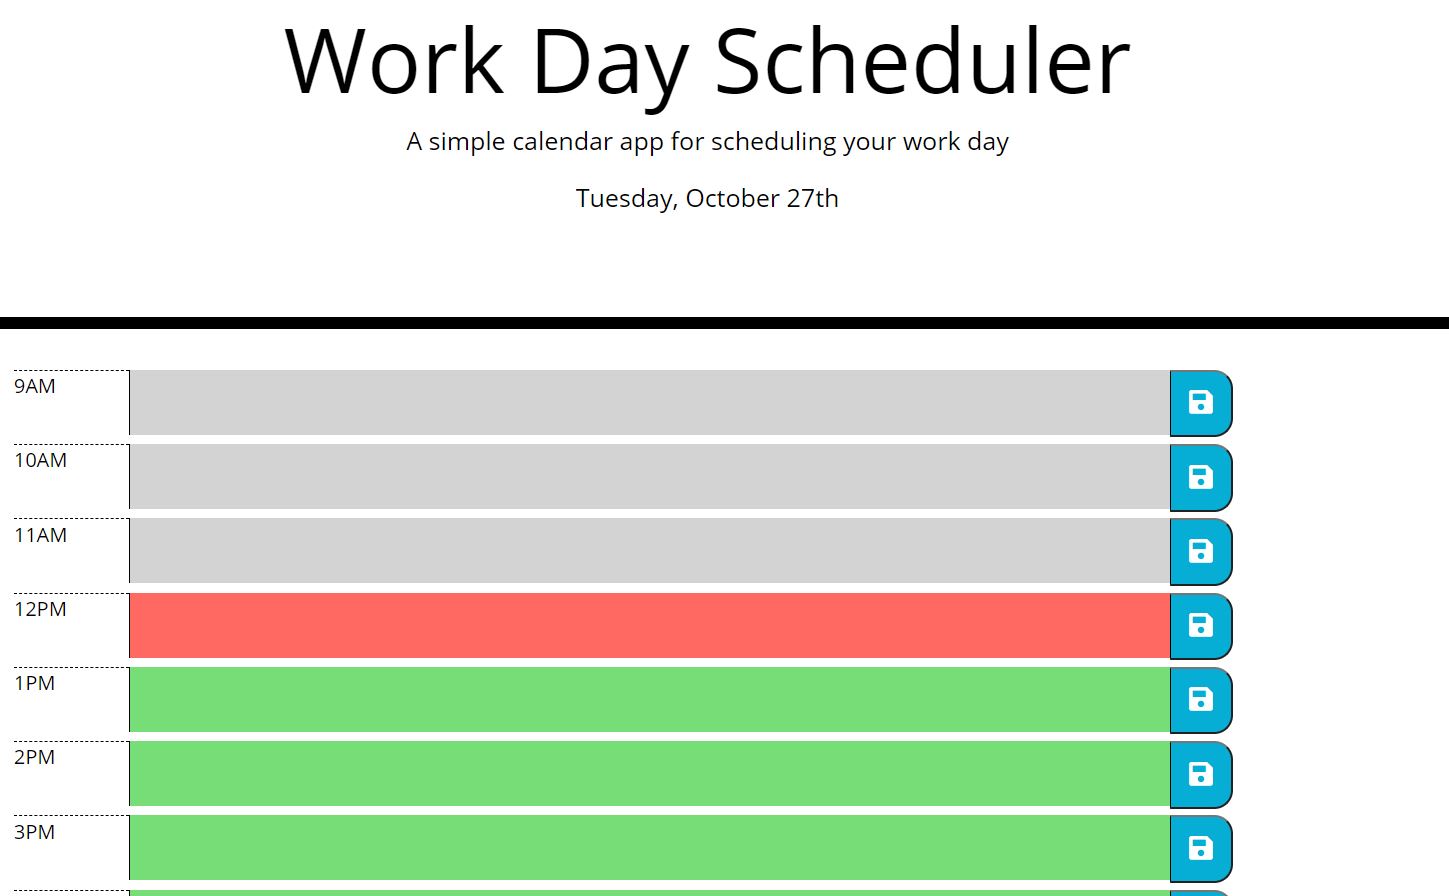 Work Day Scheduler
A simple calendar app for scheduling your work day
Tuesday, October 27th
9AM
10AM
11AM
12PM
1PM
2PM
3PM